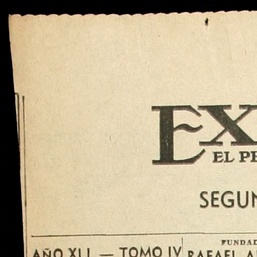 EX
EL PE
SEGUN
FUNDAD
AÑO XLI. — TOMO IV RAFAEL A